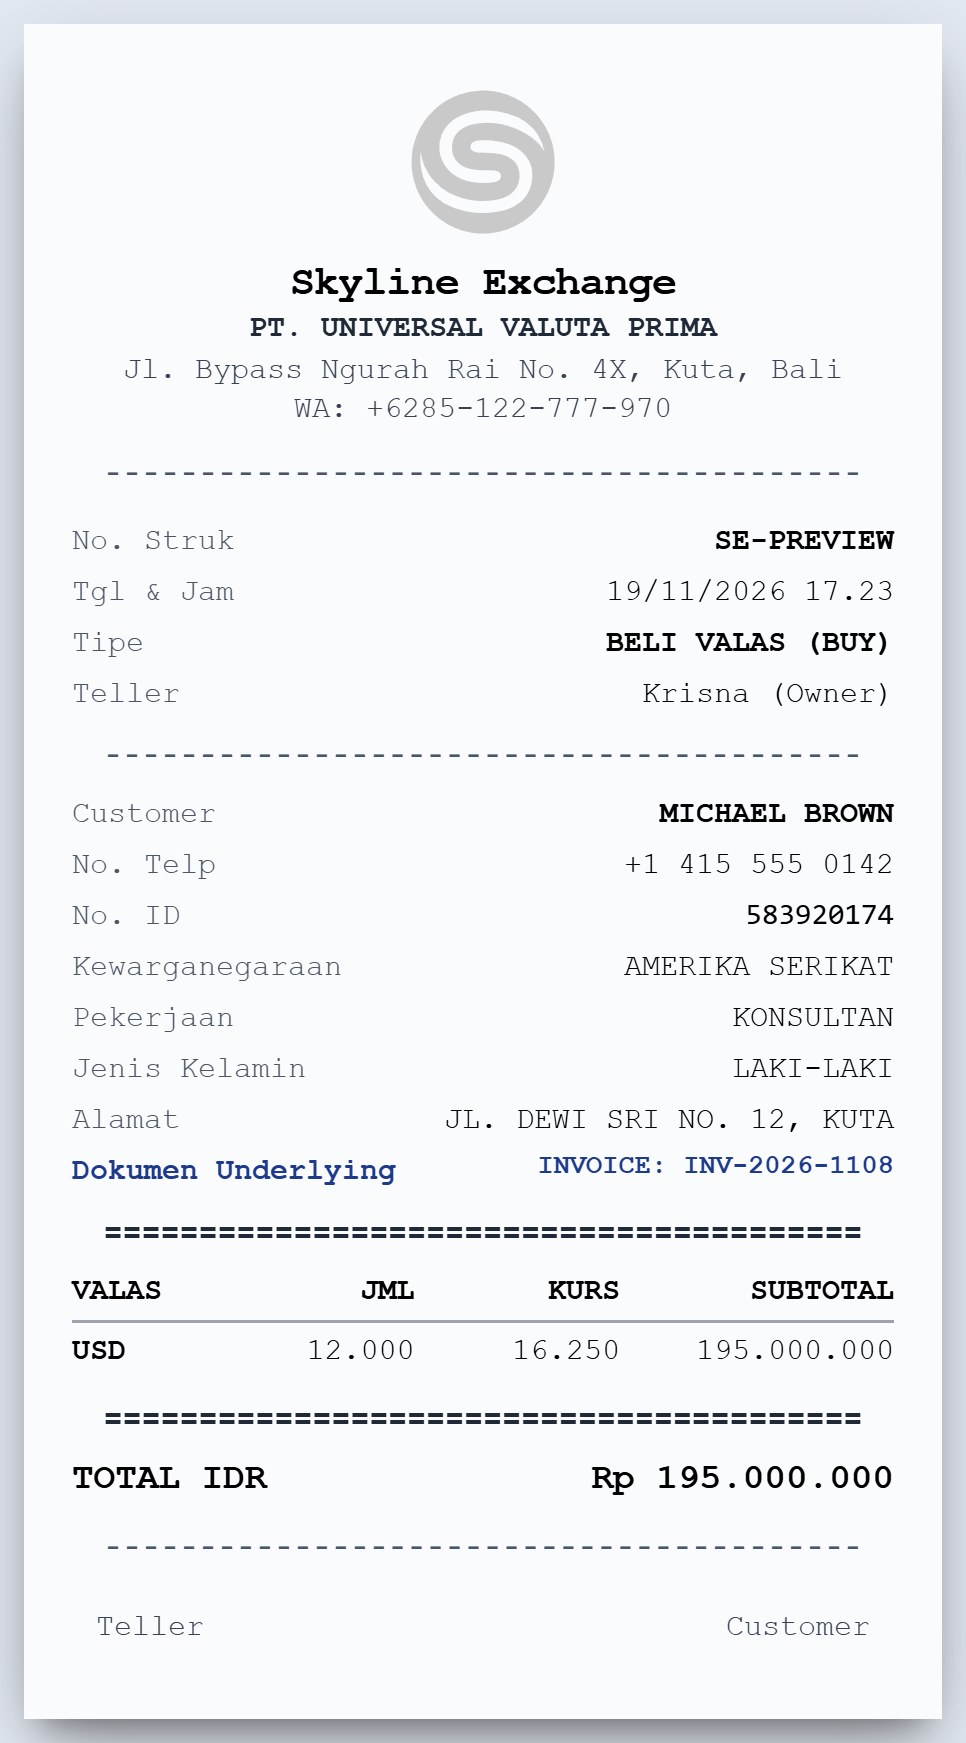 Skyline Exchange
PT. UNIVERSAL VALUTA PRIMA
Jl. Bypass Ngurah Rai No. 4X, Kuta, Bali
WA: +6285-122-777-970
----------------------------------------
No. Struk SE-PREVIEW
Tgl & Jam 19/11/2026 17.23
Tipe BELI VALAS (BUY)
Teller Krisna (Owner)
----------------------------------------
Customer MICHAEL BROWN
No. Telp +1 415 555 0142
No. ID 583920174
Kewarganegaraan AMERIKA SERIKAT
Pekerjaan KONSULTAN
Jenis Kelamin LAKI-LAKI
Alamat JL. DEWI SRI NO. 12, KUTA
Dokumen Underlying INVOICE: INV-2026-1108
========================================
VALAS JML KURS SUBTOTAL
USD 12.000 16.250 195.000.000
========================================
TOTAL IDR Rp 195.000.000
----------------------------------------
Teller Customer